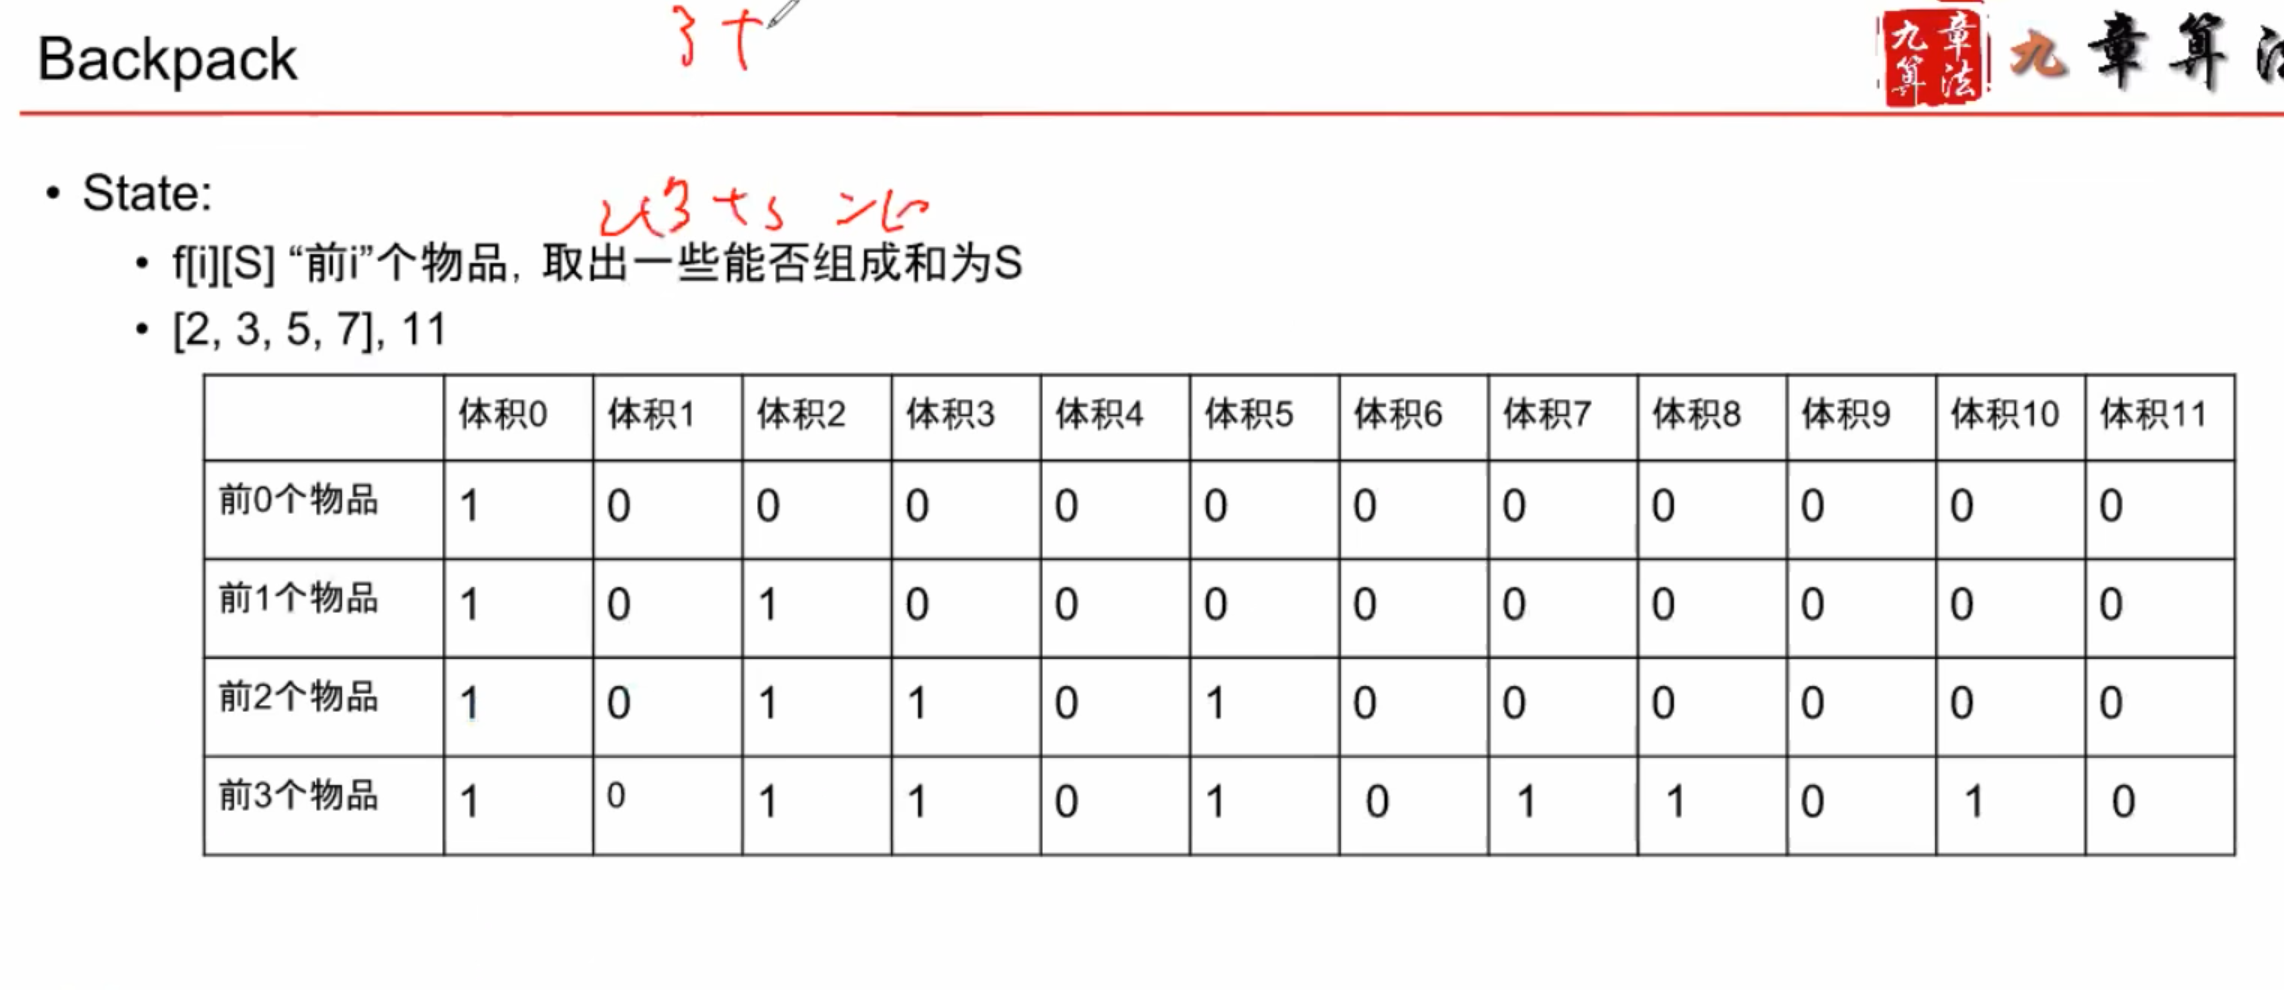 3 +
Backpack
九章算法
九章算
State:
2+3+5=10
f[i][S] “前i”个物品，取出一些能否组成和为S
[2, 3, 5, 7], 11
体积0 体积1 体积2 体积3 体积4 体积5 体积6 体积7 体积8 体积9 体积10 体积11
前0个物品 1 0 0 0 0 0 0 0 0 0 0 0
前1个物品 1 0 1 0 0 0 0 0 0 0 0 0
前2个物品 1 0 1 1 0 1 0 0 0 0 0 0
前3个物品 1 0 1 1 0 1 0 1 1 0 1 0